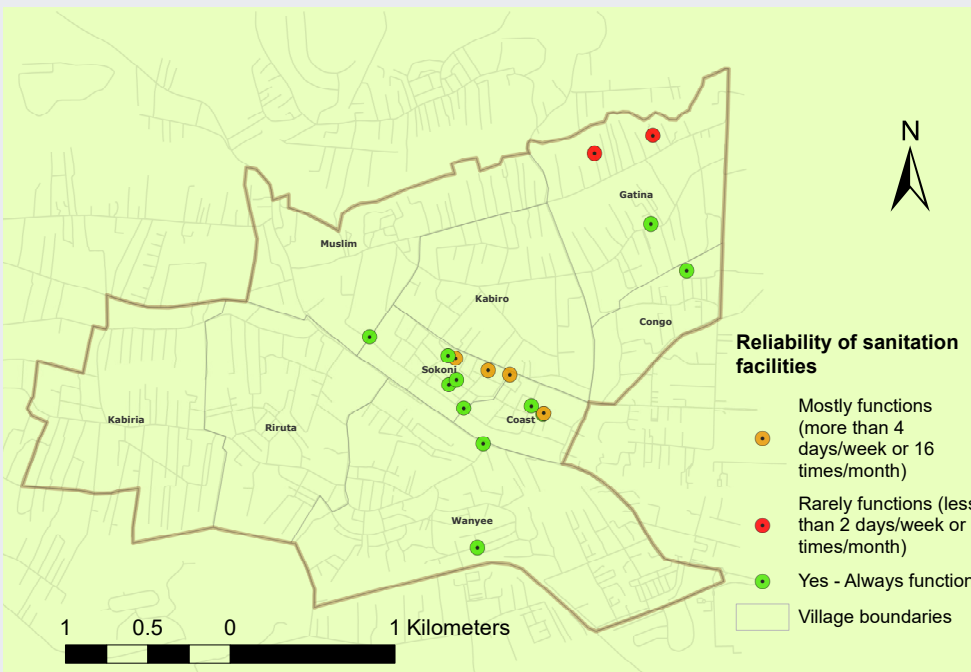 N
Gatina
Muslim
Kabiro
Congo
Sokoni
Coast
Kabiria
Riruta
Wanyee
Reliability of sanitation
facilities
Mostly functions
(more than 4
days/week or 16
times/month)
Rarely functions (less
than 2 days/week or
times/month)
Yes - Always function
Village boundaries
1 0.5 0 1 Kilometers